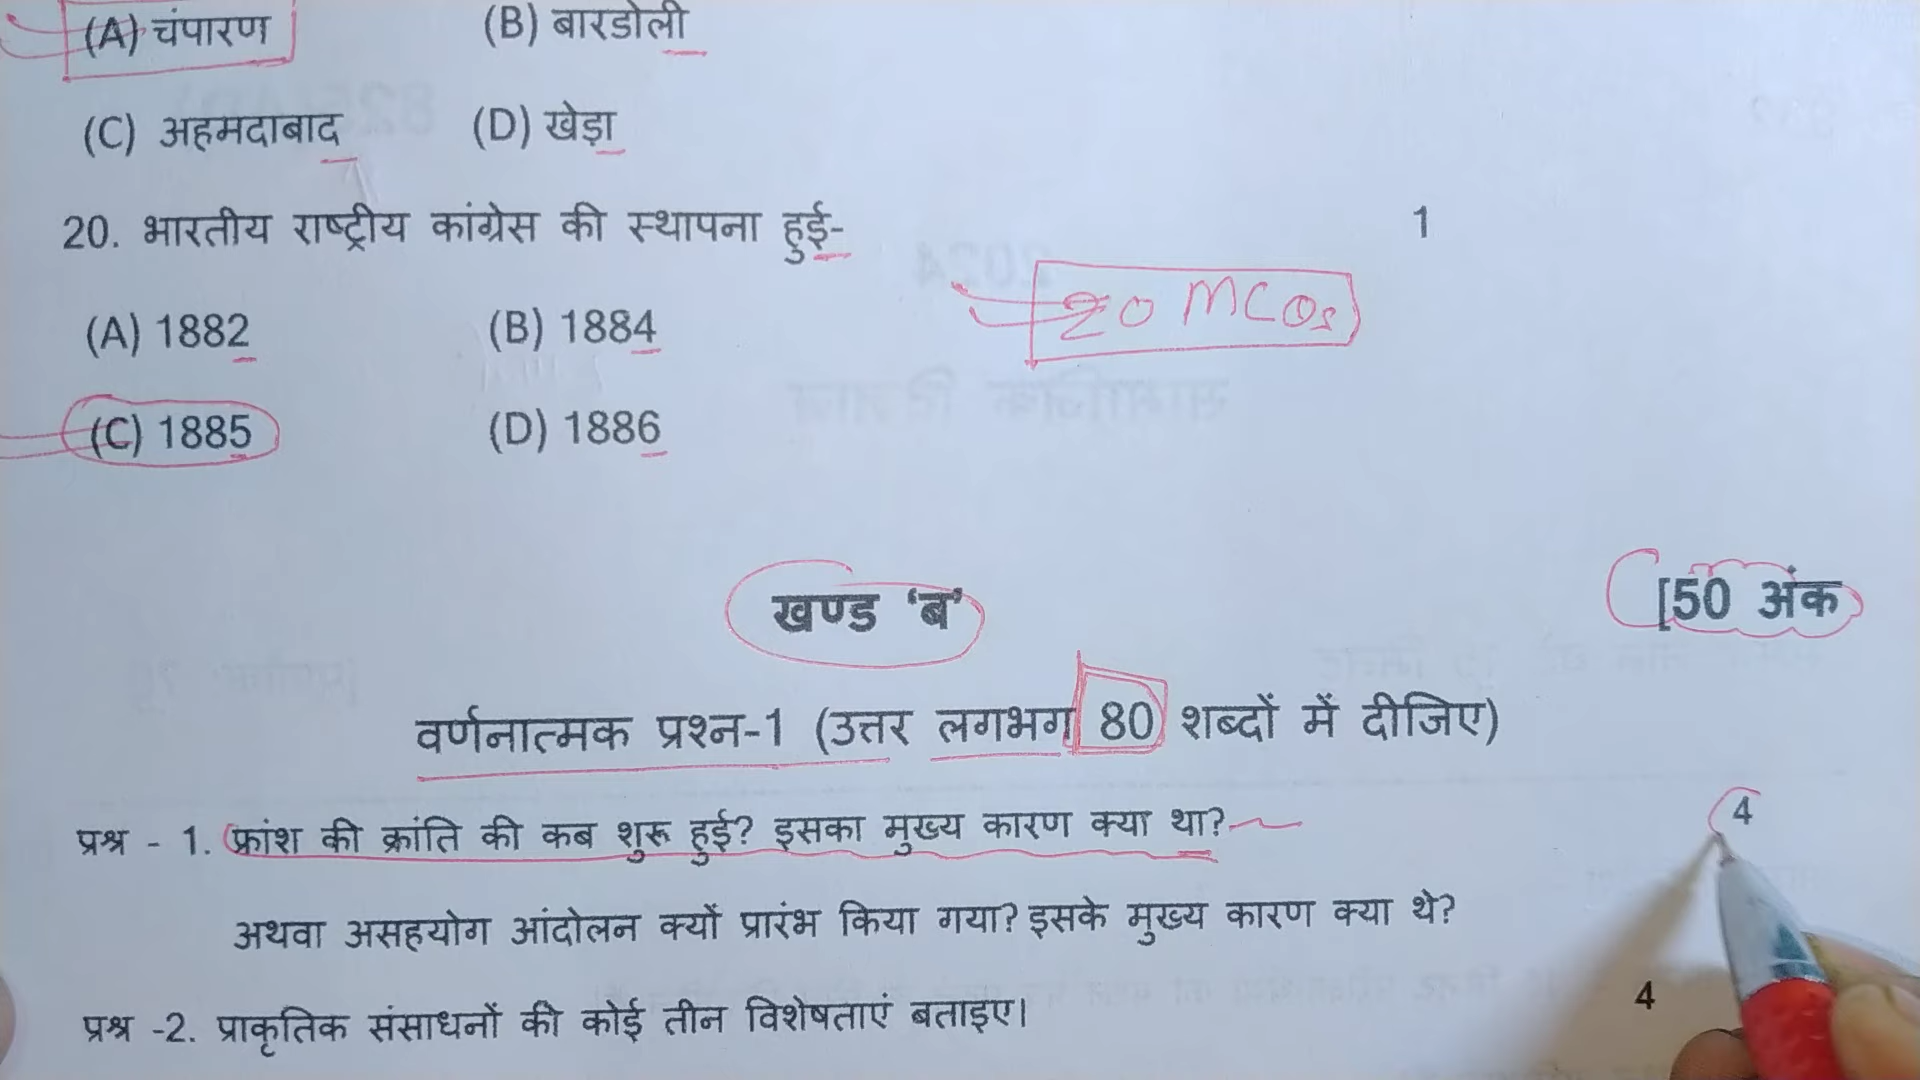 (A) चंपारण (B) बारडोली
(C) अहमदाबाद (D) खेड़ा
20. भारतीय राष्ट्रीय कांग्रेस की स्थापना हुई- 1
20 MCQs
(A) 1882 (B) 1884
(C) 1885 (D) 1886
खण्ड 'ब' [50 अंक
वर्णनात्मक प्रश्न-1 (उत्तर लगभग 80 शब्दों में दीजिए)
प्रश्न - 1. फ्रांश की क्रांति की कब शुरू हुई? इसका मुख्य कारण क्या था? 4
अथवा असहयोग आंदोलन क्यों प्रारंभ किया गया? इसके मुख्य कारण क्या थे?
प्रश्न -2. प्राकृतिक संसाधनों की कोई तीन विशेषताएं बताइए। 4